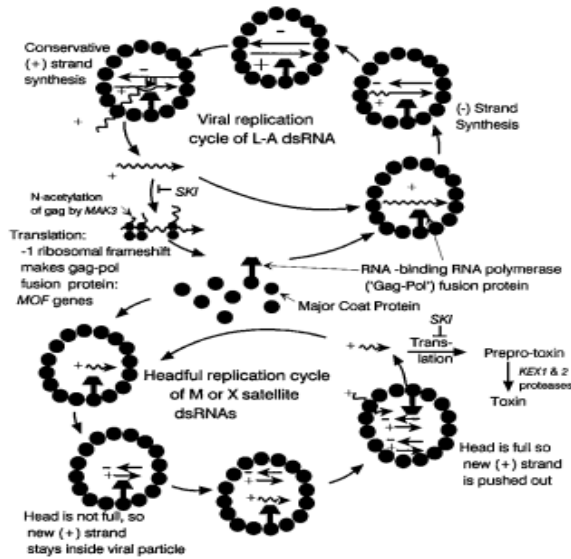 Conservative
(+) strand
synthesis
-
+
-
+
+
-
+
(-) Strand
Synthesis
Viral replication
cycle of L-A dsRNA
+
SKI
+
N-acetylation
of gag by MAK3
Translation:
-1 ribosomal frameshift
makes gag-pol
fusion protein:
MOF genes
RNA -binding RNA polymerase
('Gag-Pol') fusion protein
Major Coat Protein
SKI
+
Trans-
lation
Prepro-toxin
KEX1 & 2
proteases
Toxin
+
Headful replication cycle
of M or X satellite
dsRNAs
+
-
+
-
+
Head is full so
new (+) strand
is pushed out
-
+
-
+
+
Head is not full, so
new (+) strand
stays inside viral particle